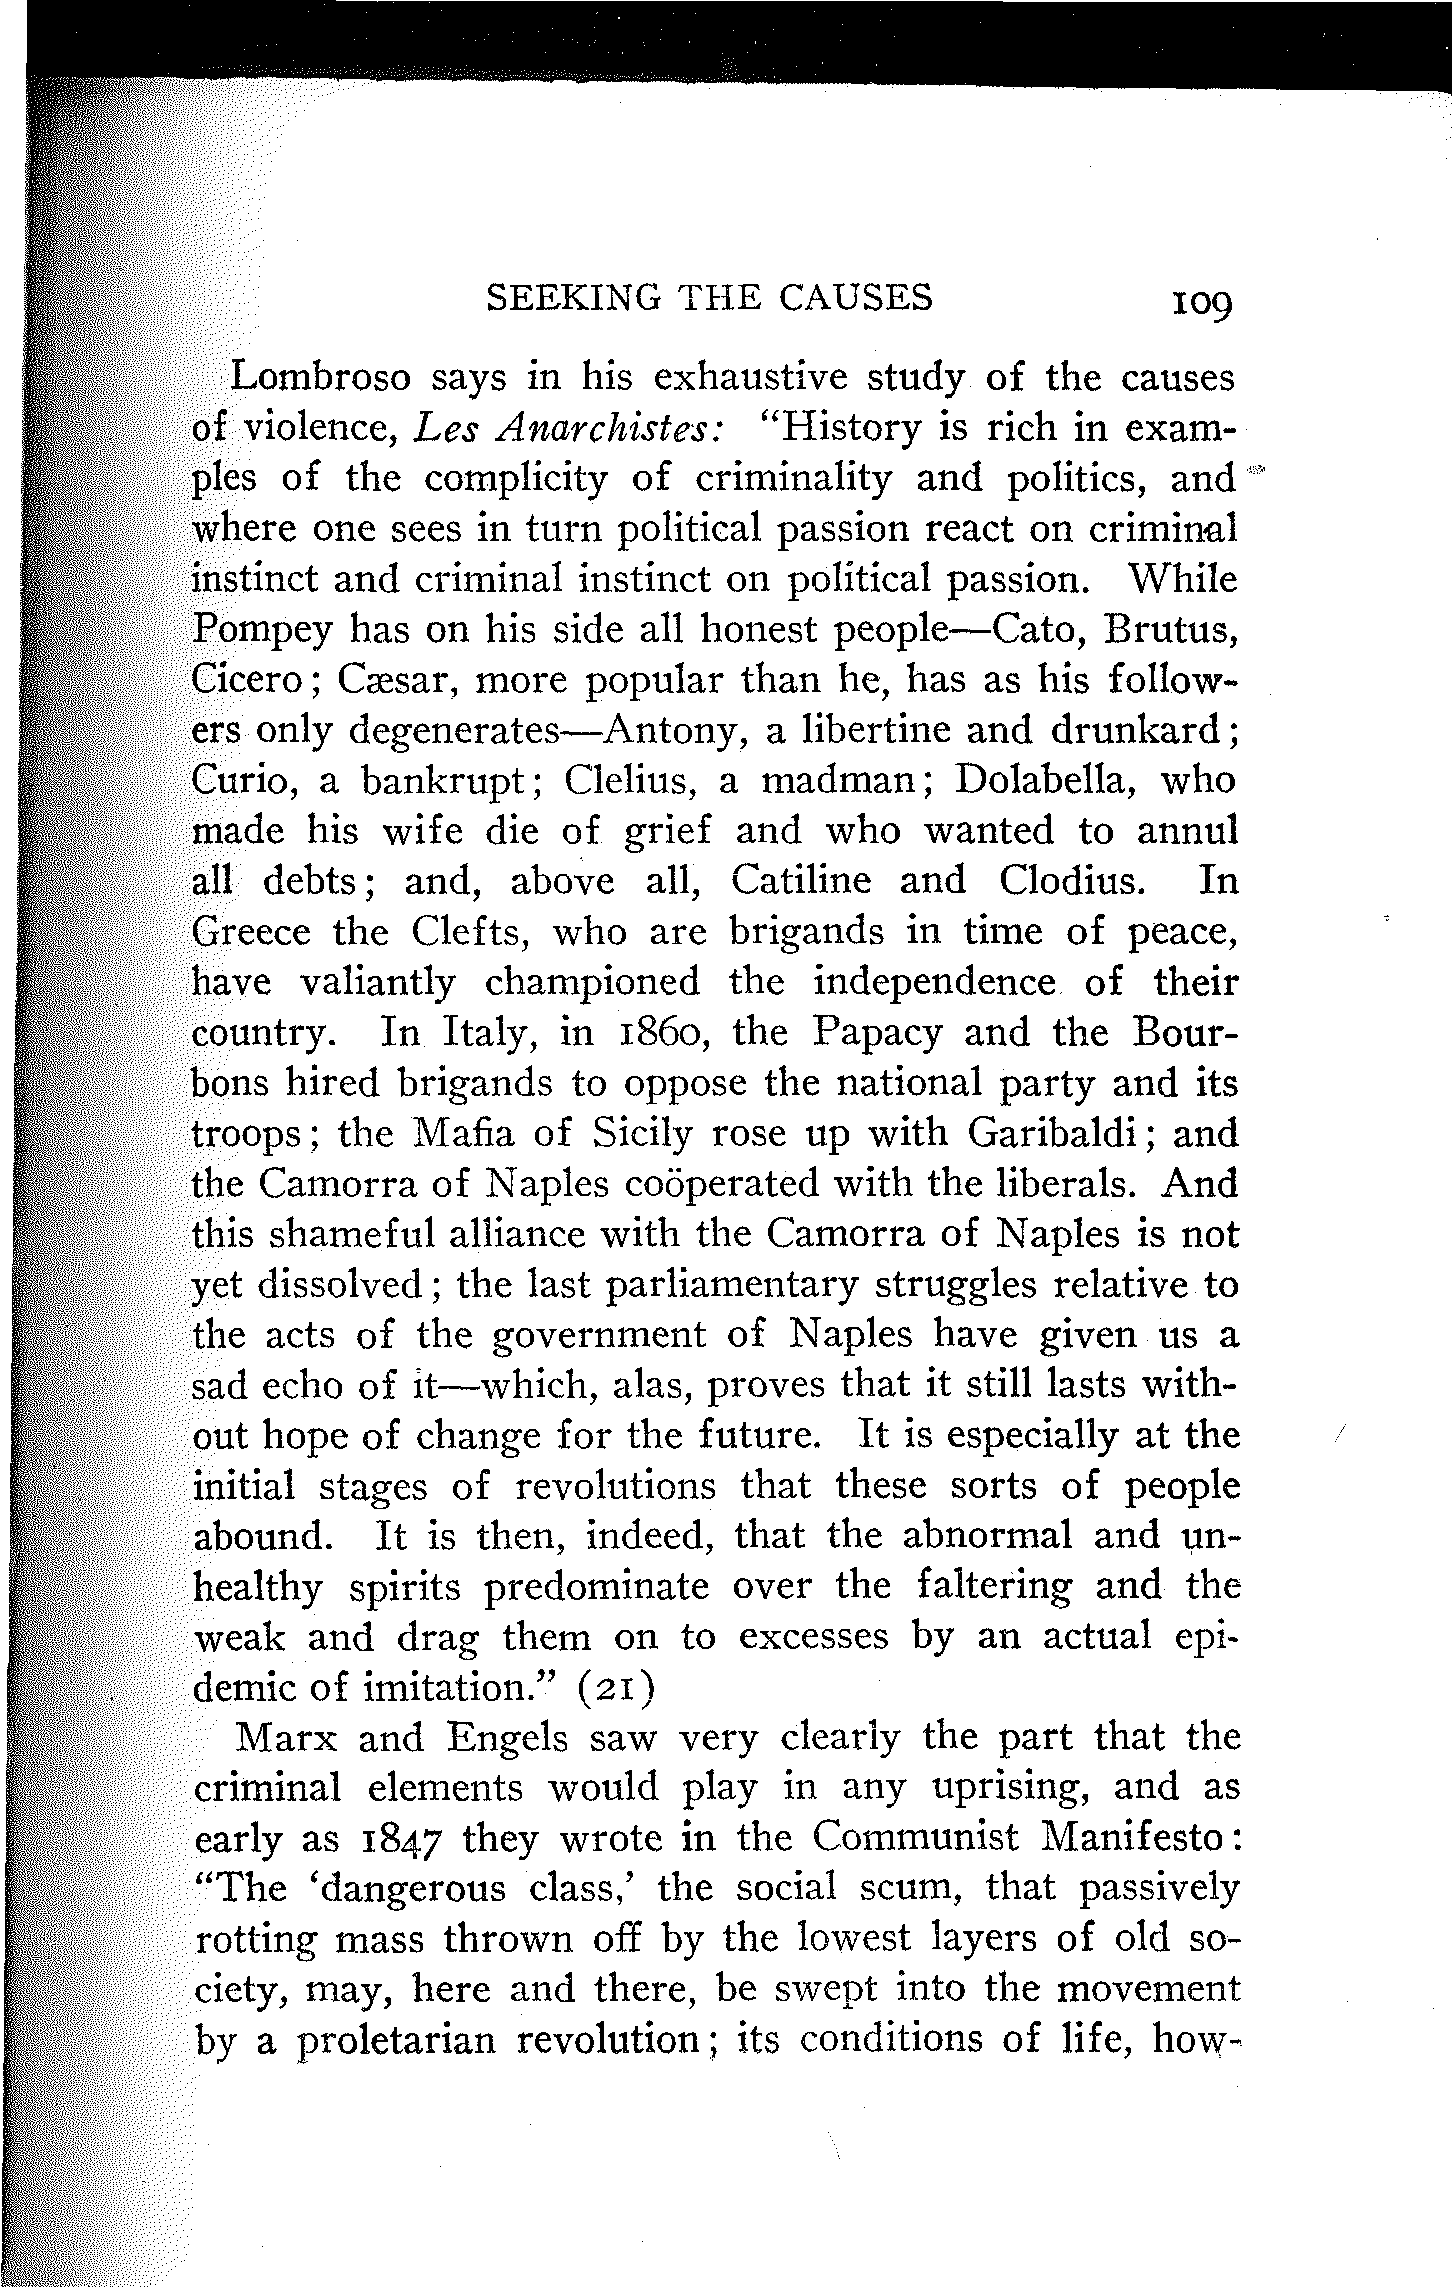 SEEKING THE CAUSES 109
Lombroso says in his exhaustive study of the causes
of violence, Les Anarchistes: “History is rich in exam-
ples of the complicity of criminality and politics, and
where one sees in turn political passion react on criminal
instinct and criminal instinct on political passion. While
Pompey has on his side all honest people—Cato, Brutus,
Cicero; Cæsar, more popular than he, has as his follow-
ers only degenerates—Antony, a libertine and drunkard;
Curio, a bankrupt; Clelius, a madman; Dolabella, who
made his wife die of grief and who wanted to annul
all debts; and, above all, Catiline and Clodius. In
Greece the Clefts, who are brigands in time of peace,
have valiantly championed the independence of their
country. In Italy, in 1860, the Papacy and the Bour-
bons hired brigands to oppose the national party and its
troops; the Mafia of Sicily rose up with Garibaldi; and
the Camorra of Naples coöperated with the liberals. And
this shameful alliance with the Camorra of Naples is not
yet dissolved; the last parliamentary struggles relative to
the acts of the government of Naples have given us a
sad echo of it—which, alas, proves that it still lasts with-
out hope of change for the future. It is especially at the
initial stages of revolutions that these sorts of people
abound. It is then, indeed, that the abnormal and un-
healthy spirits predominate over the faltering and the
weak and drag them on to excesses by an actual epi-
demic of imitation.” (21)
Marx and Engels saw very clearly the part that the
criminal elements would play in any uprising, and as
early as 1847 they wrote in the Communist Manifesto:
“The ‘dangerous class,’ the social scum, that passively
rotting mass thrown off by the lowest layers of old so-
ciety, may, here and there, be swept into the movement
by a proletarian revolution; its conditions of life, how-